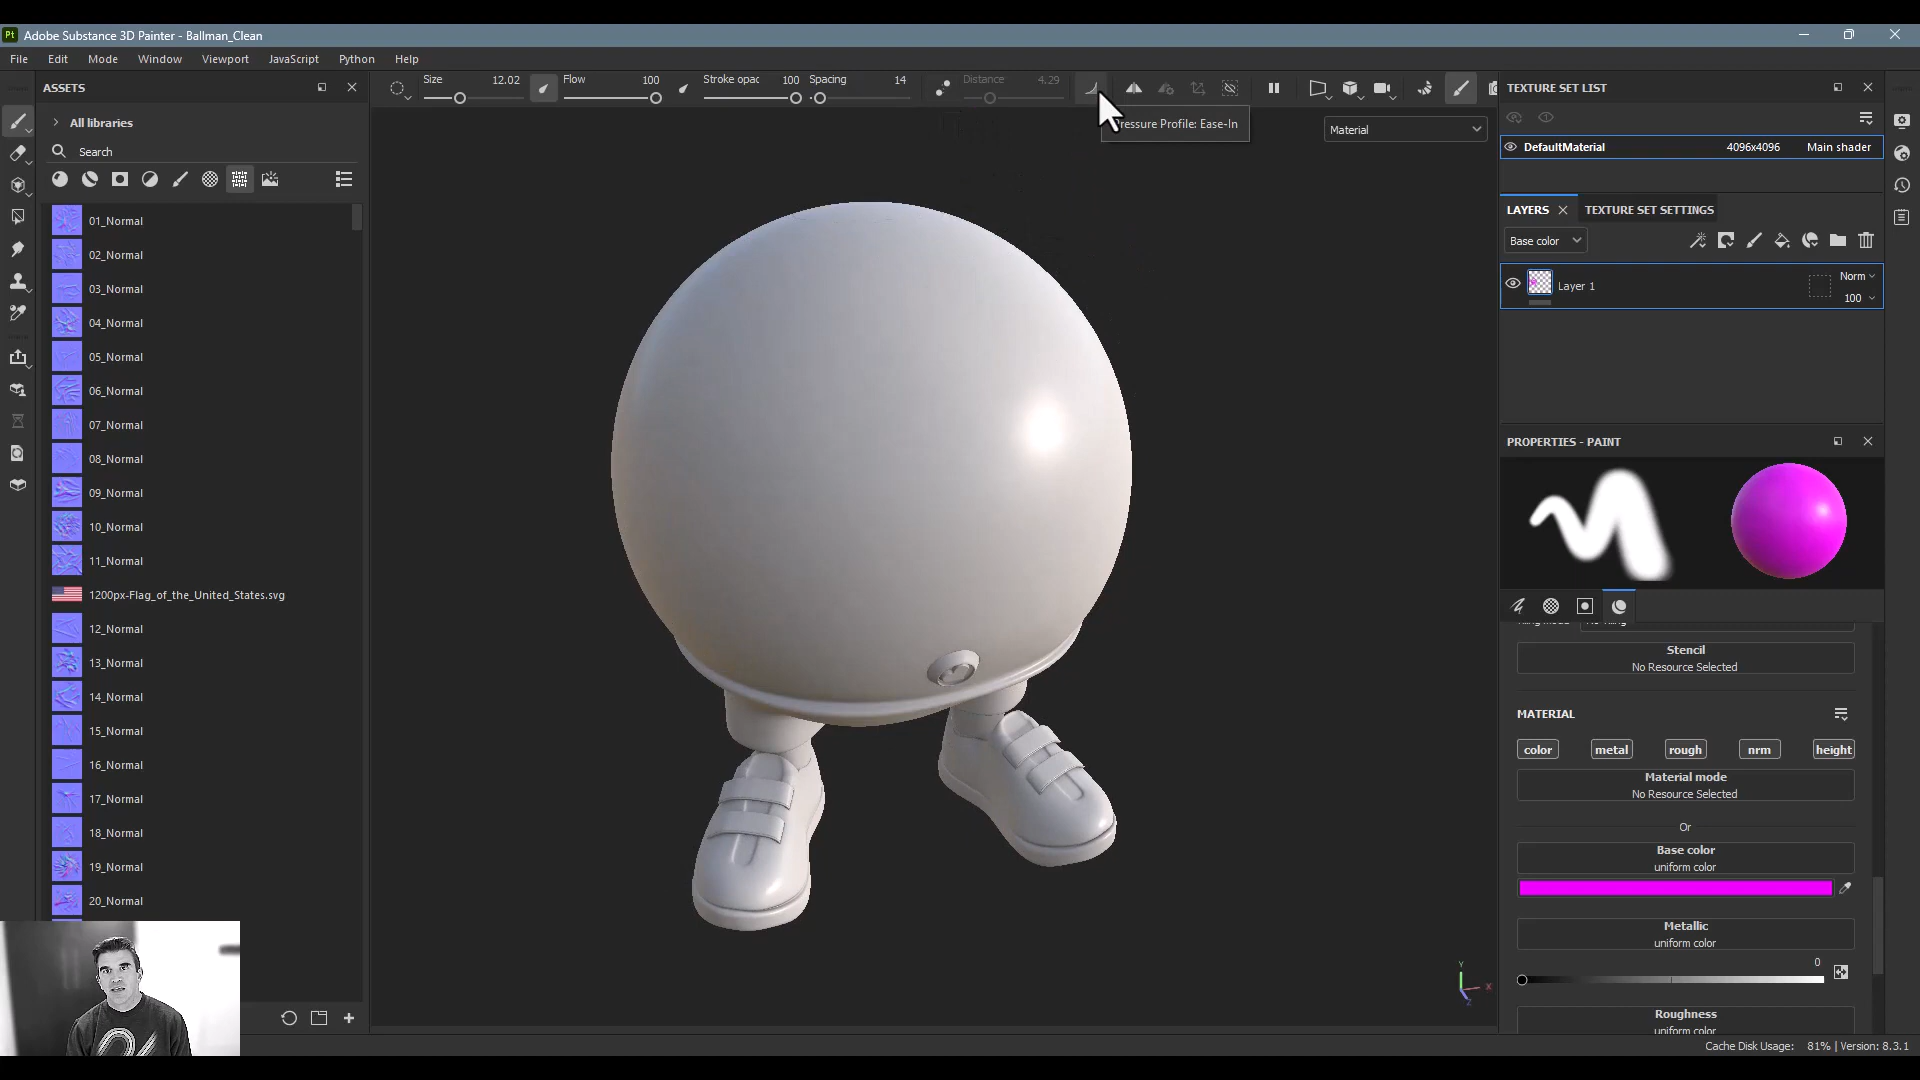 Pt Adobe Substance 3D Painter - Ballman_Clean
File Edit Mode Window Viewport JavaScript Python Help
ASSETS
Size 12.02 Flow 100 Stroke opac 100 Spacing 14 Distance 4.29
ressure Profile: Ease-In
Material
All libraries
Search
01_Normal
02_Normal
03_Normal
04_Normal
05_Normal
06_Normal
07_Normal
08_Normal
09_Normal
10_Normal
11_Normal
1200px-Flag_of_the_United_States.svg
12_Normal
13_Normal
14_Normal
15_Normal
16_Normal
17_Normal
18_Normal
19_Normal
20_Normal
Y
X
Z
TEXTURE SET LIST
DefaultMaterial 4096x4096 Main shader
LAYERS TEXTURE SET SETTINGS
Base color
Layer 1 Norm
100
PROPERTIES - PAINT
Stencil
No Resource Selected
MATERIAL
color metal rough nrm height
Material mode
No Resource Selected
Or
Base color
uniform color
Metallic
uniform color
0
Roughness
uniform color
Cache Disk Usage: 81% | Version: 8.3.1